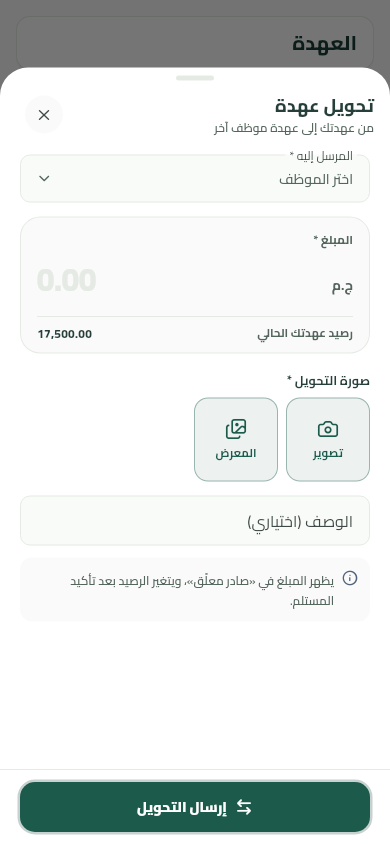 العهدة
تحويل عهدة
من عهدتك إلى عهدة موظف آخر
المرسل إليه *
اختر الموظف
المبلغ *
ج.م
0.00
رصيد عهدتك الحالي
17,500.00
صورة التحويل *
تصوير
المعرض
الوصف (اختياري)
يظهر المبلغ في «صادر معلّق»، ويتغير الرصيد بعد تأكيد
المستلم.
إرسال التحويل